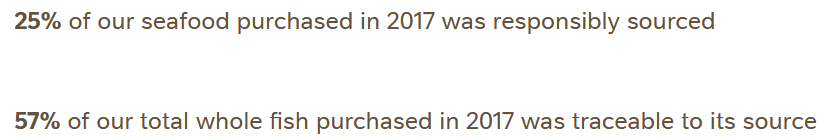 25% of our seafood purchased in 2017 was responsibly sourced
57% of our total whole fish purchased in 2017 was traceable to its source